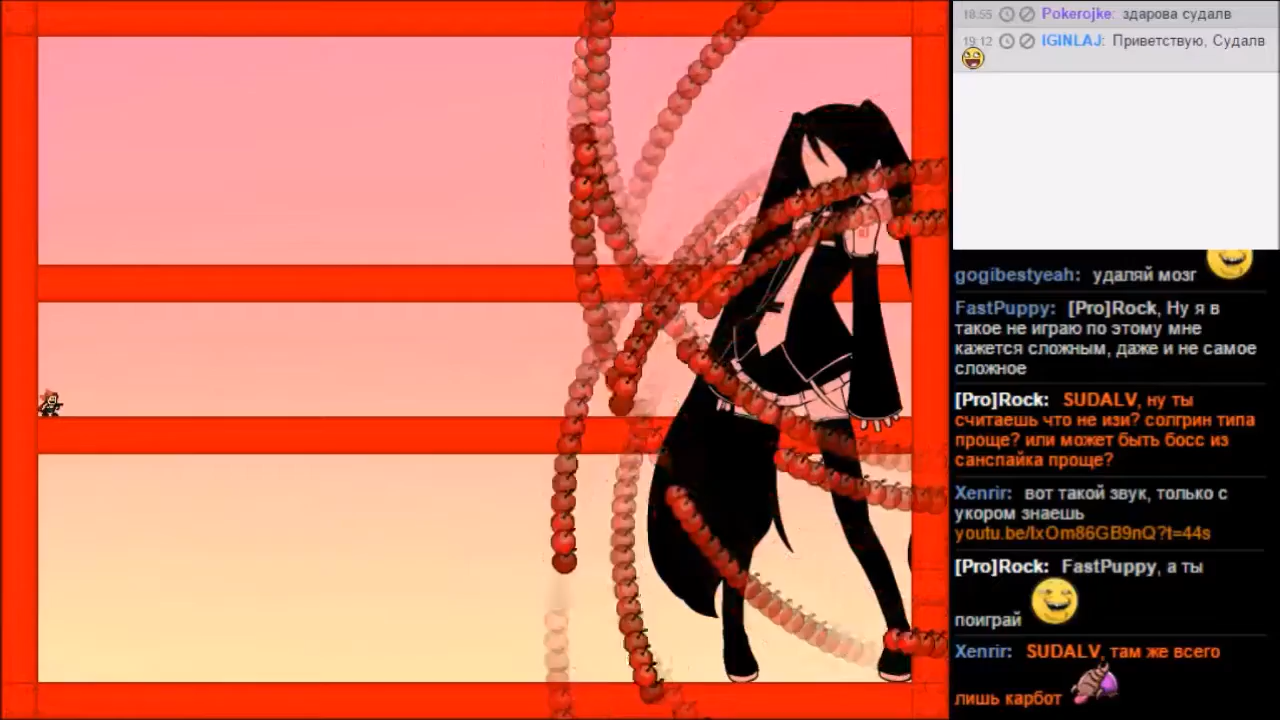 18:55 Pokerojke: здарова судалв
19:12 IGINLAJ: Приветствую, Судалв
gogibestyeah: удаляй мозг
FastPuppy: [Pro]Rock, Ну я в
такое не играю по этому мне
кажется сложным, даже и не самое
сложное
[Pro]Rock: SUDALV, ну ты
считаешь что не изи? солгрин типа
проще? или может быть босс из
санспайка проще?
Xenrir: вот такой звук, только с
укором знаешь
youtu.be/IxOm86GB9nQ?t=44s
[Pro]Rock: FastPuppy, а ты
поиграй
Xenrir: SUDALV, там же всего
лишь карбот